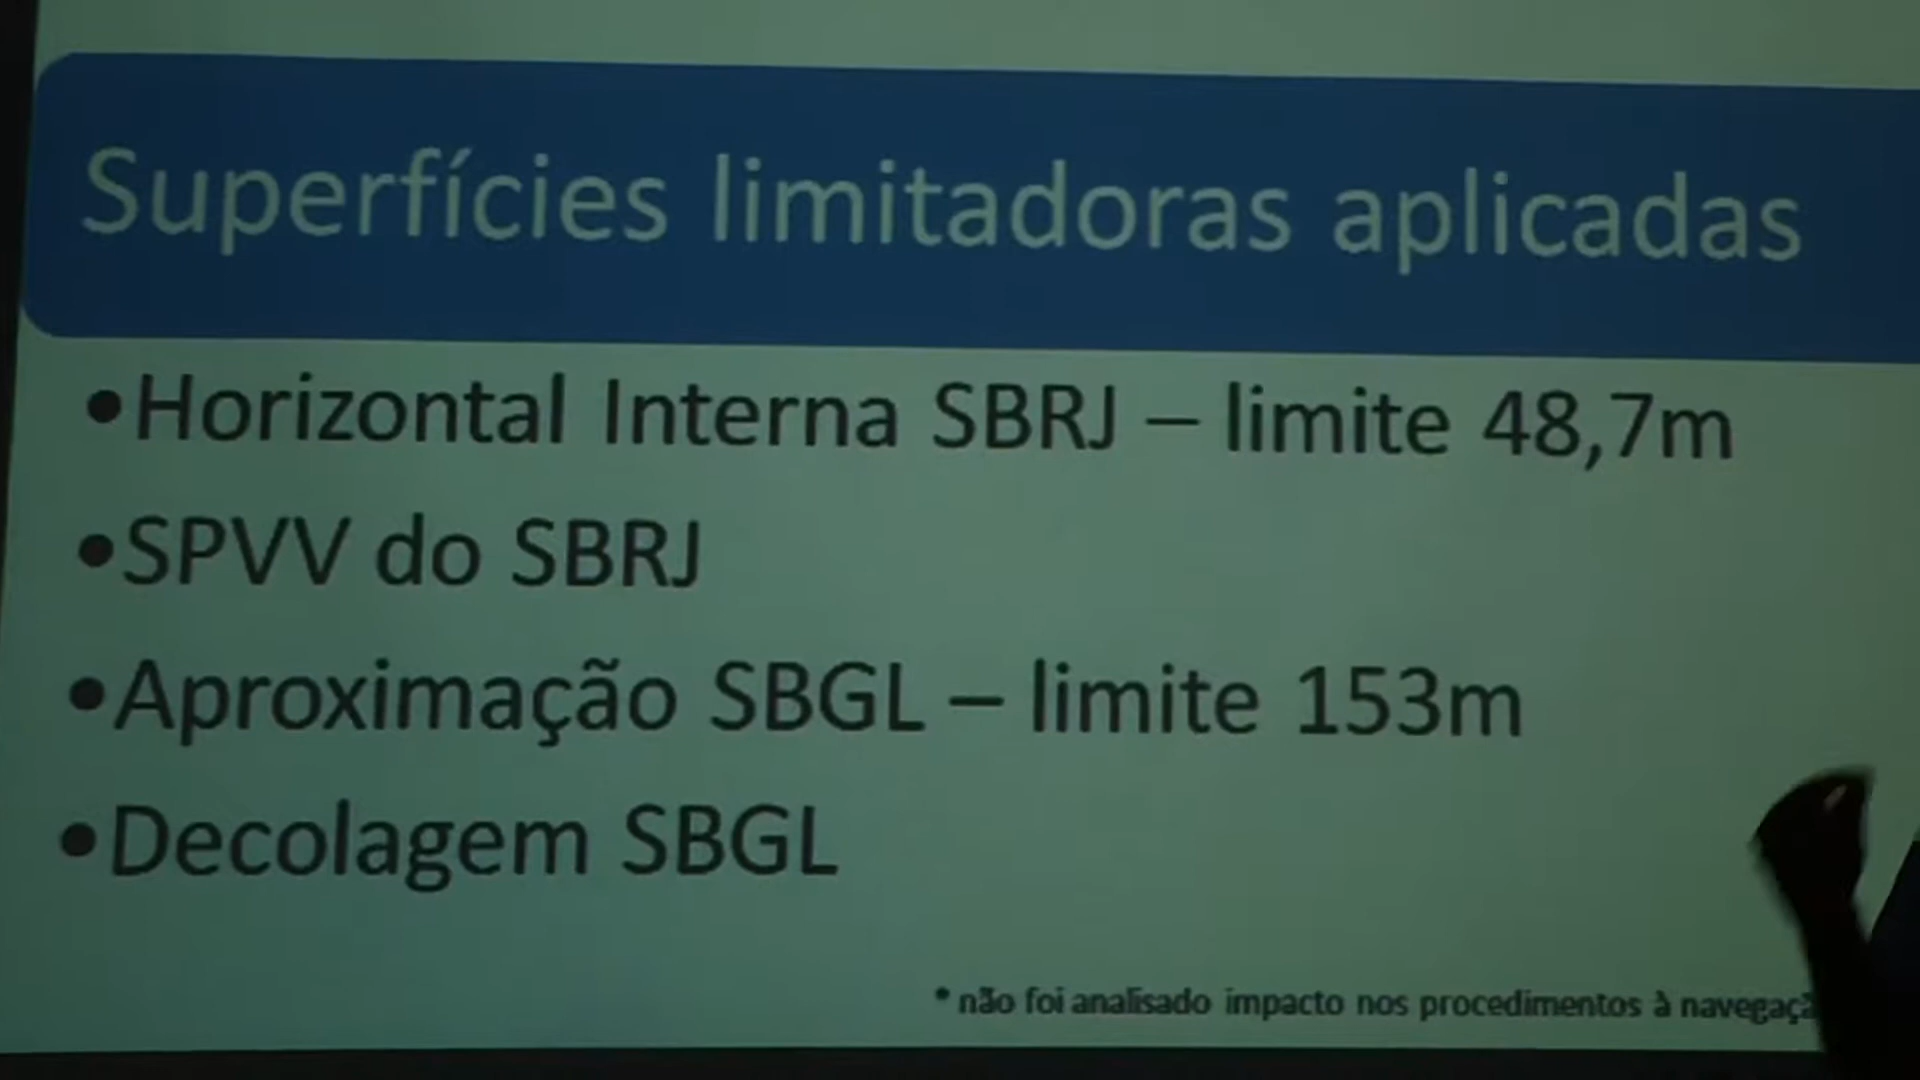 Superfícies limitadoras aplicadas
•Horizontal Interna SBRJ – limite 48,7m
•SPVV do SBRJ
•Aproximação SBGL – limite 153m
•Decolagem SBGL
* não foi analisado impacto nos procedimentos à